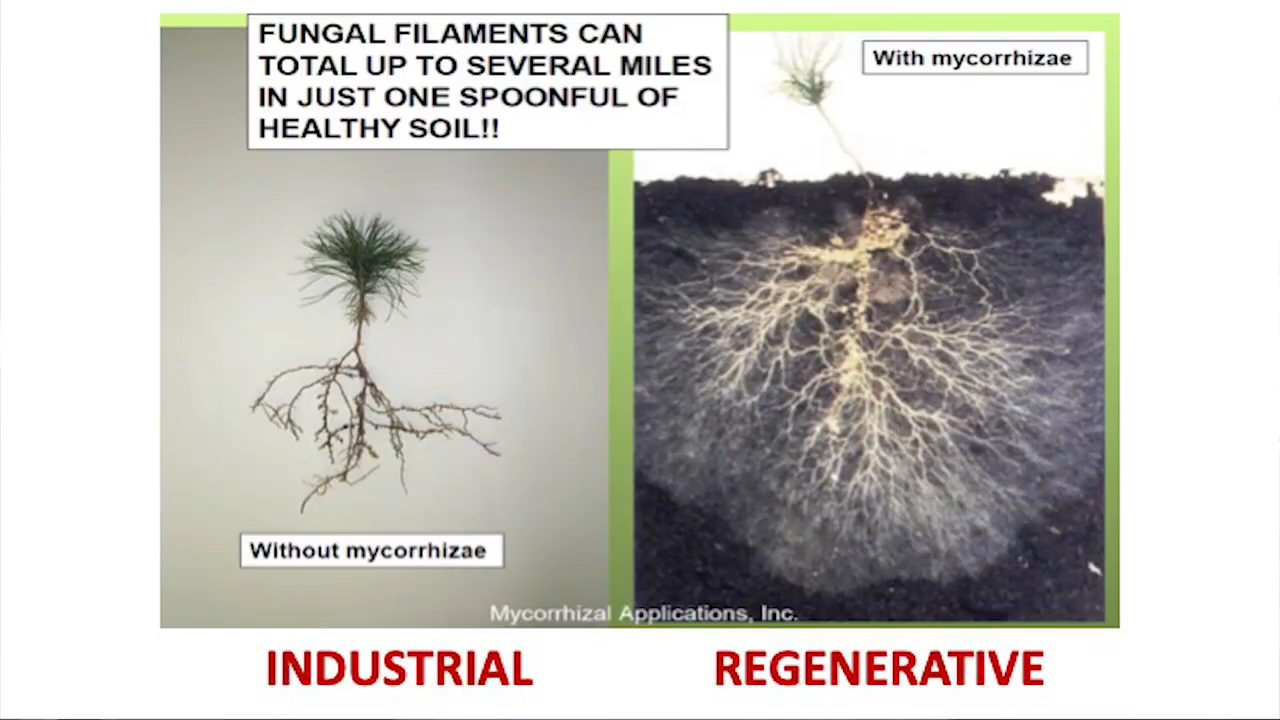 FUNGAL FILAMENTS CAN
TOTAL UP TO SEVERAL MILES
IN JUST ONE SPOONFUL OF
HEALTHY SOIL!!
With mycorrhizae
Without mycorrhizae
Mycorrhizal Applications, Inc.
INDUSTRIAL
REGENERATIVE